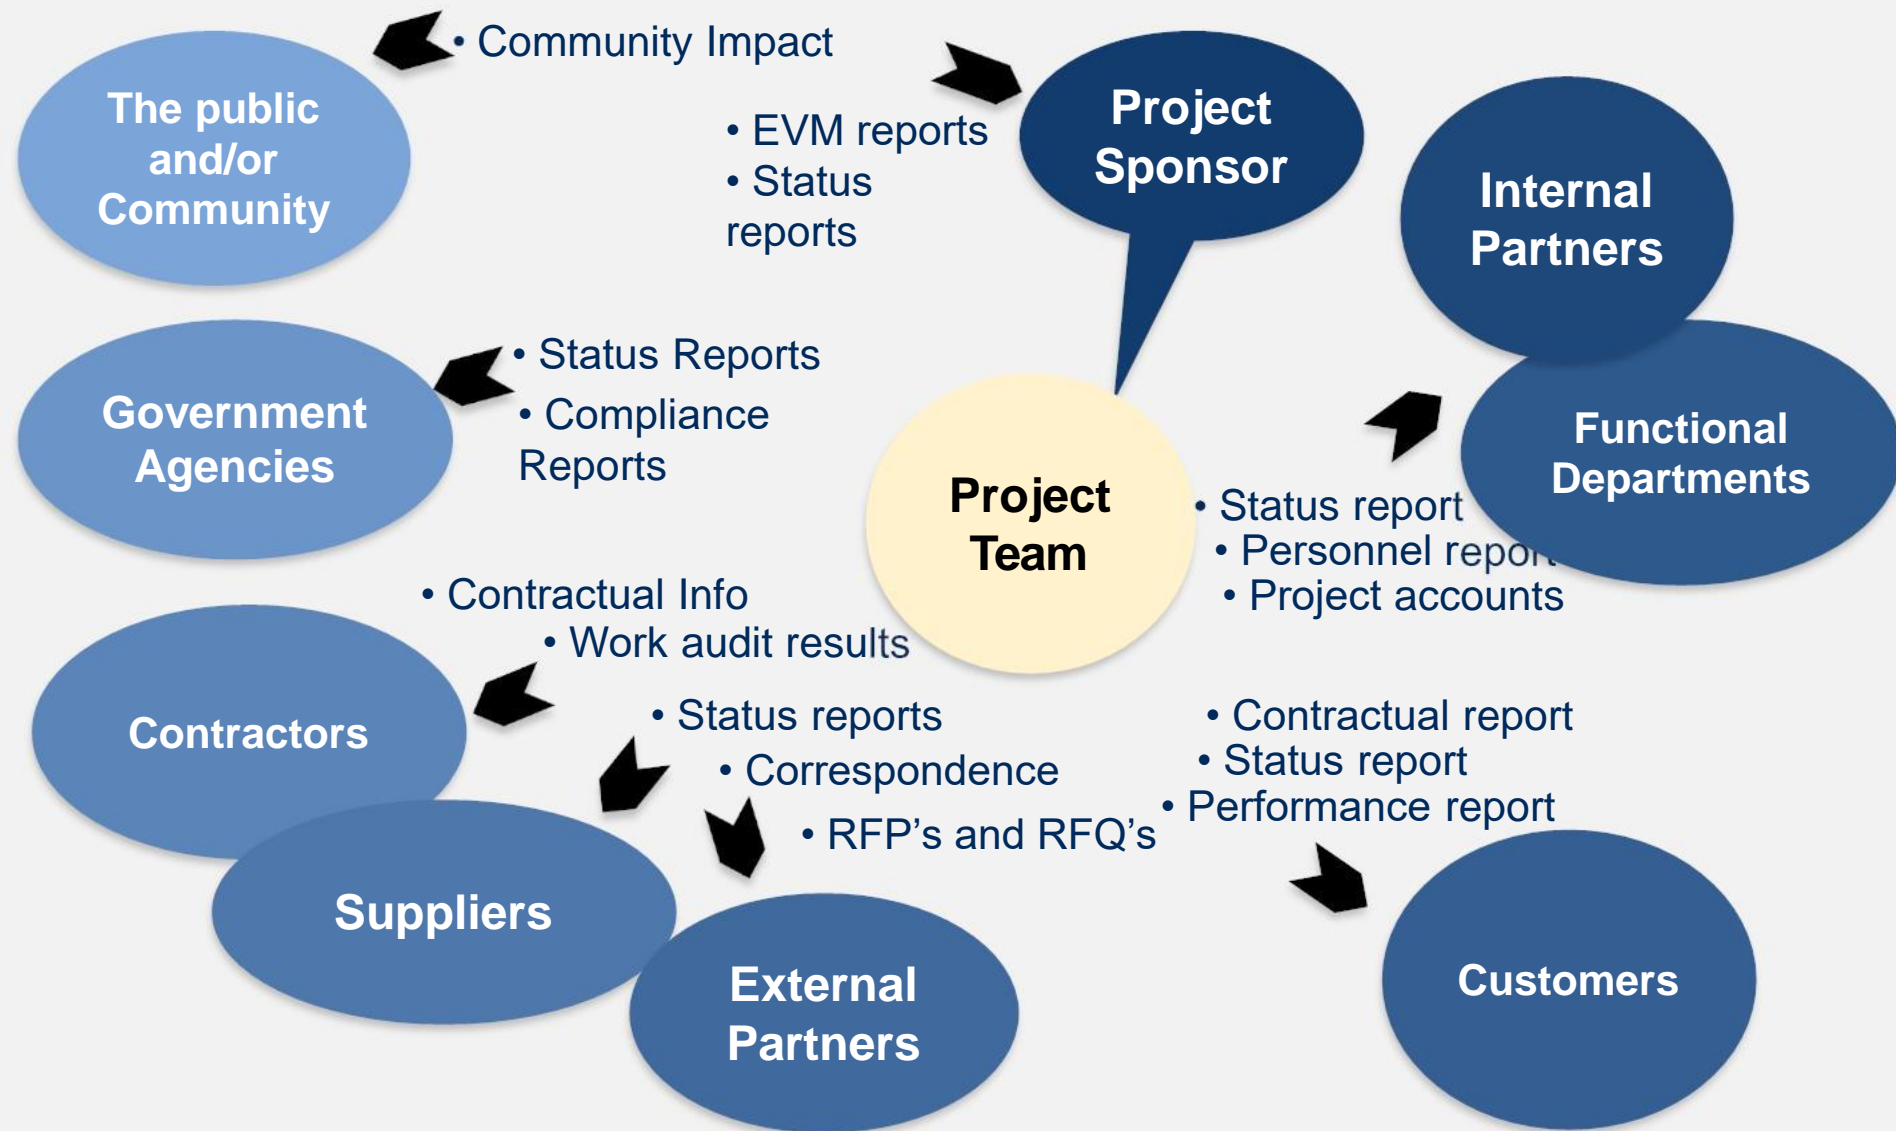 • Community Impact
The public
and/or
Community
Project
Sponsor
• EVM reports
• Status
reports
Internal
Partners
• Status Reports
• Compliance
Reports
Government
Agencies
Functional
Departments
Project
Team
• Status report
• Personnel report
• Project accounts
• Contractual Info
• Work audit results
Contractors
• Status reports
• Correspondence
• RFP’s and RFQ’s
• Contractual report
• Status report
• Performance report
Suppliers
External
Partners
Customers